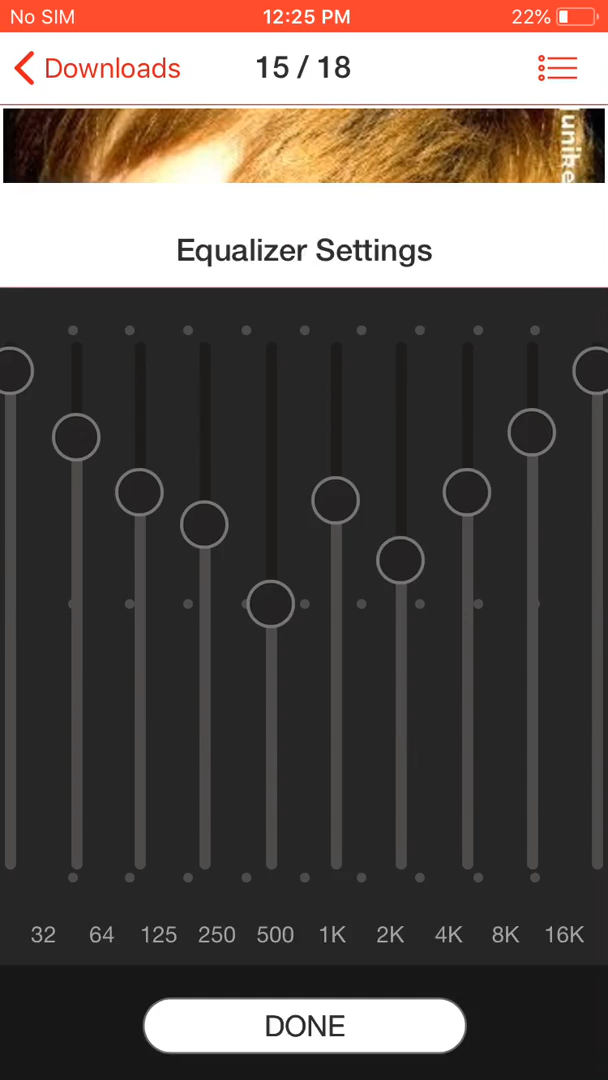 No SIM 12:25 PM 22%
Downloads 15 / 18
unike
Equalizer Settings
32 64 125 250 500 1K 2K 4K 8K 16K
DONE